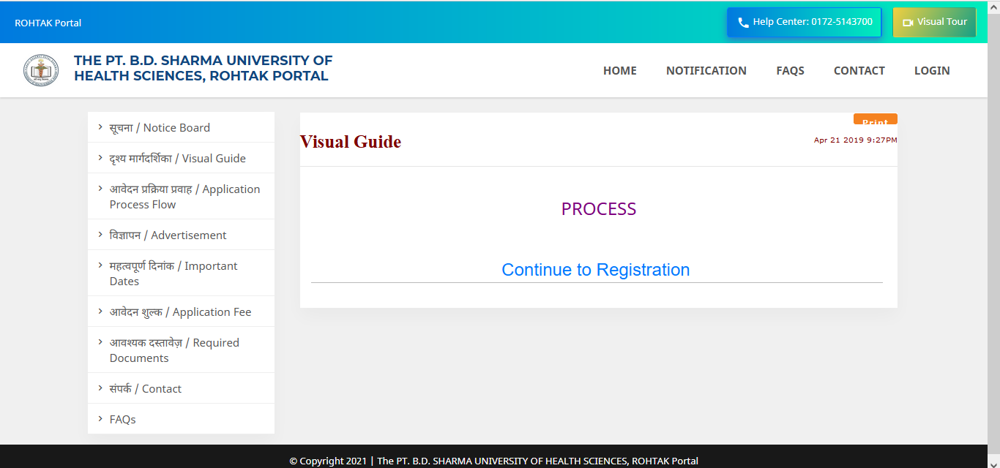 ROHTAK Portal
Help Center: 0172-5143700
Visual Tour
THE PT. B.D. SHARMA UNIVERSITY OF
HEALTH SCIENCES, ROHTAK PORTAL
HOME
NOTIFICATION
FAQS
CONTACT
LOGIN
सूचना / Notice Board
दृश्य मार्गदर्शिका / Visual Guide
आवेदन प्रक्रिया प्रवाह / Application
Process Flow
विज्ञापन / Advertisement
महत्वपूर्ण दिनांक / Important
Dates
आवेदन शुल्क / Application Fee
आवश्यक दस्तावेज़ / Required
Documents
संपर्क / Contact
FAQs
Print
Visual Guide
Apr 21 2019 9:27PM
PROCESS
Continue to Registration
© Copyright 2021 | The PT. B.D. SHARMA UNIVERSITY OF HEALTH SCIENCES, ROHTAK Portal